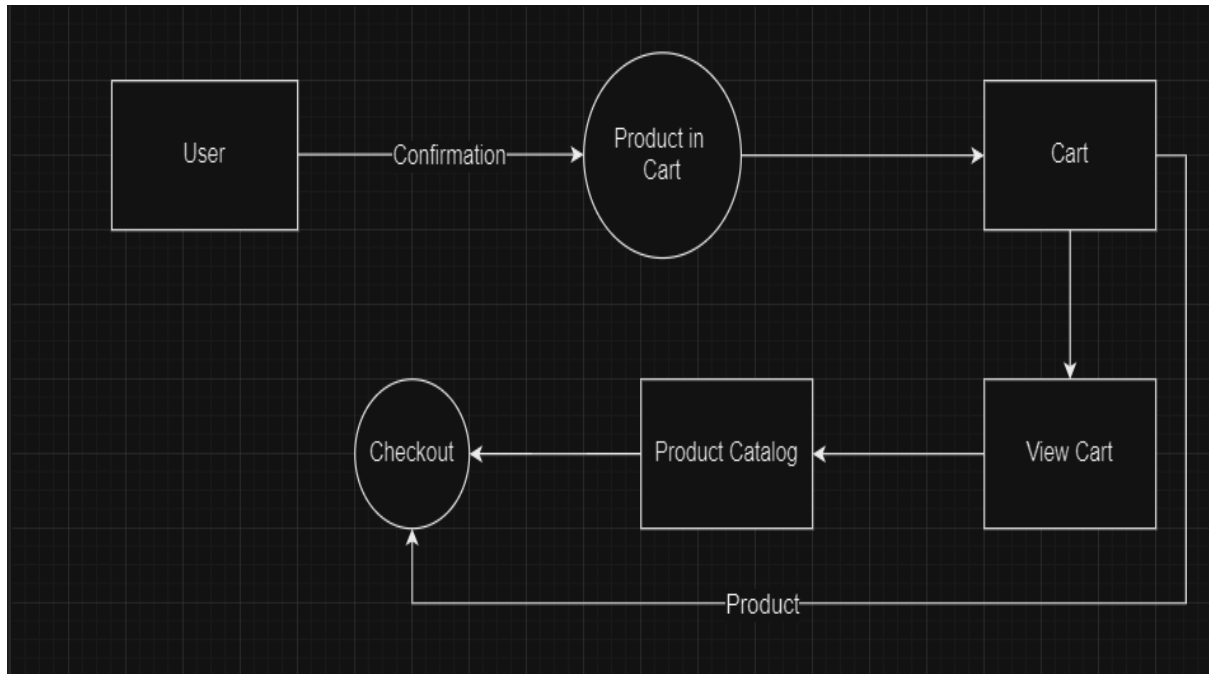 User
Confirmation
Product in
Cart
Cart
Checkout
Product Catalog
View Cart
Product